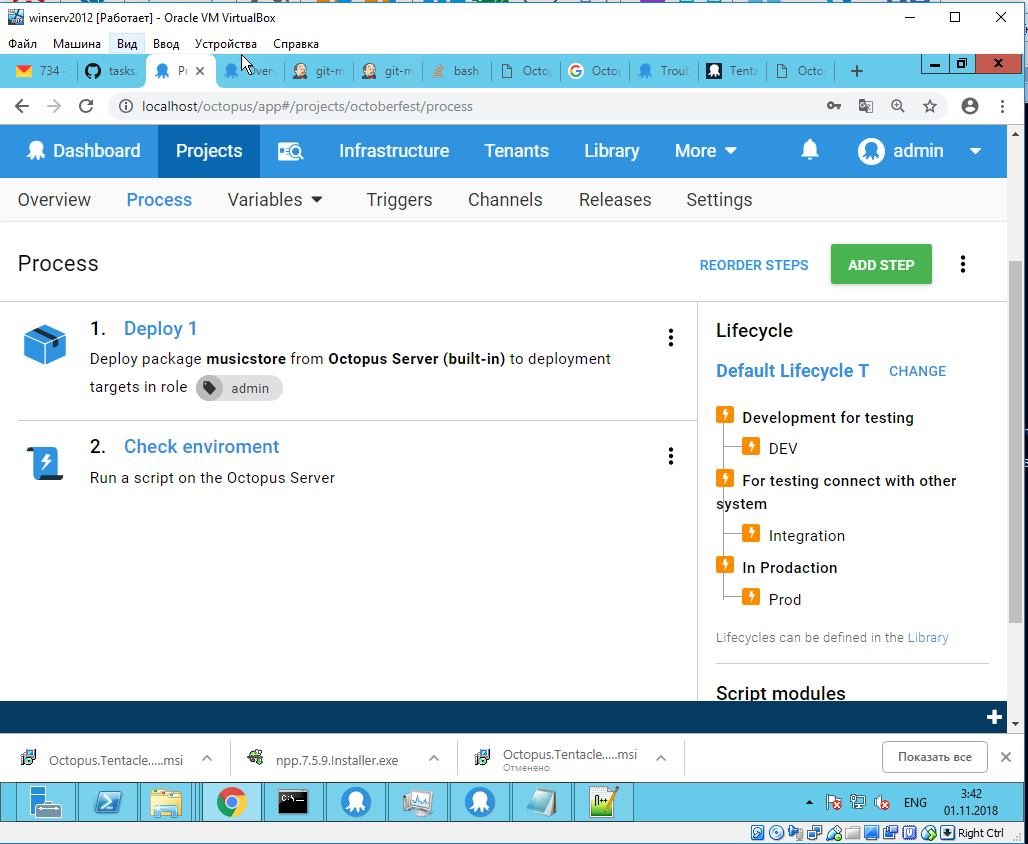 winserv2012 [Работает] - Oracle VM VirtualBox
Файл Машина Вид Ввод Устройства Справка
734 tasks Pr Overv git-m git-m bash Octo Octo Troub Tenta Octo
localhost/octopus/app#/projects/octoberfest/process
Dashboard Projects Infrastructure Tenants Library More admin
Overview Process Variables Triggers Channels Releases Settings
Process REORDER STEPS ADD STEP
1. Deploy 1
Deploy package musicstore from Octopus Server (built-in) to deployment
targets in role admin
2. Check enviroment
Run a script on the Octopus Server
Lifecycle
Default Lifecycle T CHANGE
Development for testing
DEV
For testing connect with other
system
Integration
In Prodaction
Prod
Lifecycles can be defined in the Library
Script modules
Octopus.Tentacle.....msi npp.7.5.9.Installer.exe Octopus.Tentacle.....msi Показать все
Отменено
ENG 3:42
01.11.2018
Right Ctrl